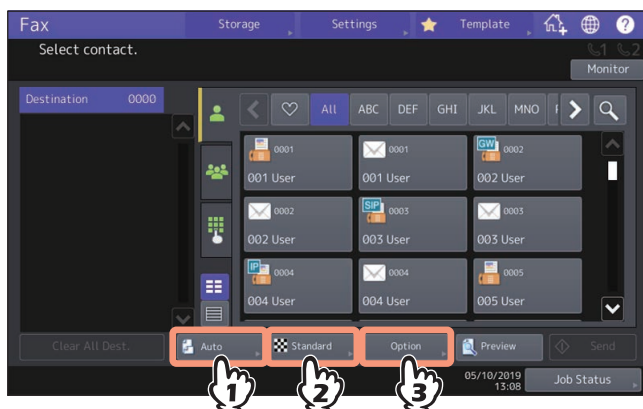 Fax
Storage
Settings
Template
?
Select contact.
1 2
Monitor
Destination 0000
All ABC DEF GHI JKL MNO
0001
001 User
0001
001 User
GW 0002
002 User
0002
002 User
SIP 0003
003 User
0003
003 User
IP 0004
004 User
0004
004 User
0005
005 User
Clear All Dest.
Auto
Standard
Option
Preview
Send
1 2 3
05/10/2019
13:08
Job Status